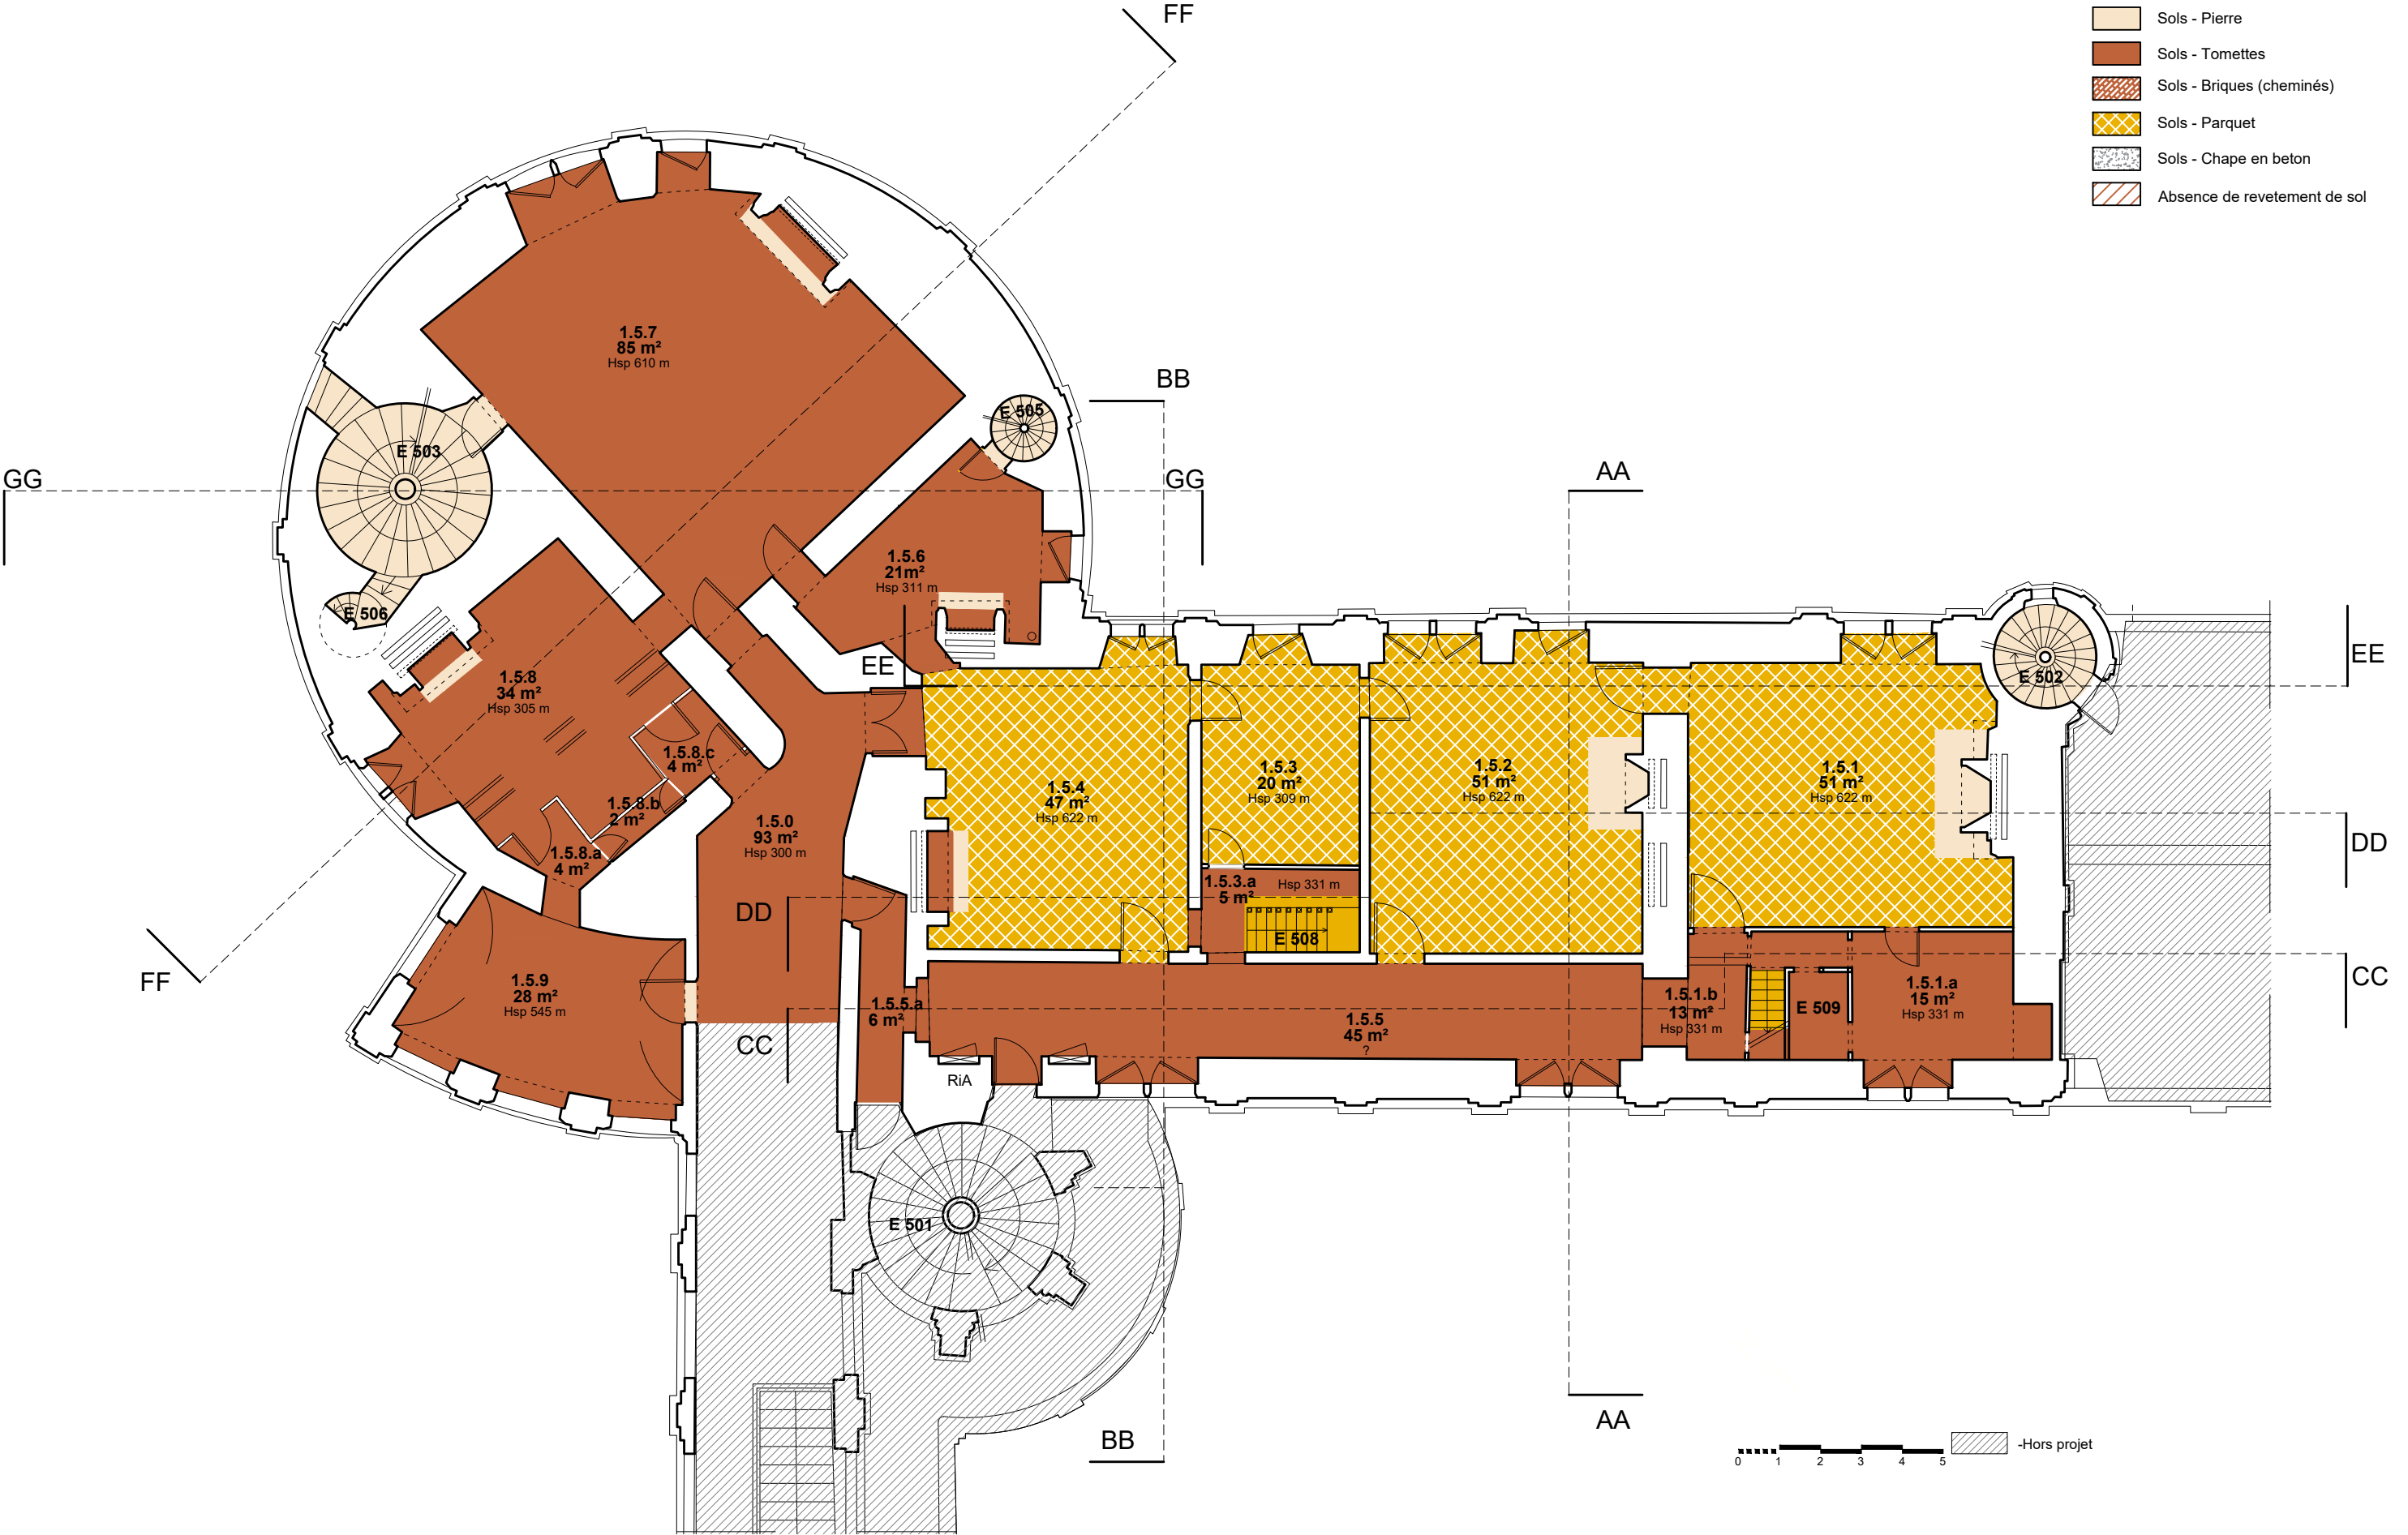 FF
Sols - Pierre
Sols - Tomettes
Sols - Briques (cheminés)
Sols - Parquet
Sols - Chape en beton
Absence de revetement de sol
1.5.7
85 m²
Hsp 610 m
BB
E 505
E 503
GG
GG
AA
1.5.6
21m²
Hsp 311 m
E 506
EE
EE
E 502
1.5.8
34 m²
Hsp 305 m
1.5.8.c
4 m²
1.5.8.b
2 m²
1.5.8.a
4 m²
1.5.0
93 m²
Hsp 300 m
1.5.4
47 m²
Hsp 622 m
1.5.3
20 m²
Hsp 309 m
1.5.2
51 m²
Hsp 622 m
1.5.1
51 m²
Hsp 622 m
DD
DD
1.5.3.a
5 m²
Hsp 331 m
E 508
FF
1.5.9
28 m²
Hsp 545 m
CC
CC
1.5.5.a
6 m²
1.5.5
45 m²
?
1.5.1.b
13 m²
Hsp 331 m
E 509
1.5.1.a
15 m²
Hsp 331 m
RiA
E 501
BB
AA
0 1 2 3 4 5
-Hors projet